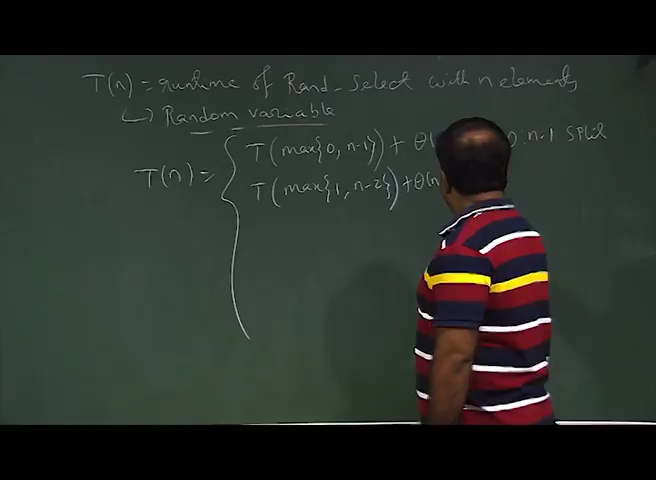 T(n) = runtime of Rand-Select with n elements
↳ Random variable
T(n) = { T(max{0, n-1}) + θ( 0:n-1 split
T(max{1, n-2}) + θ(n